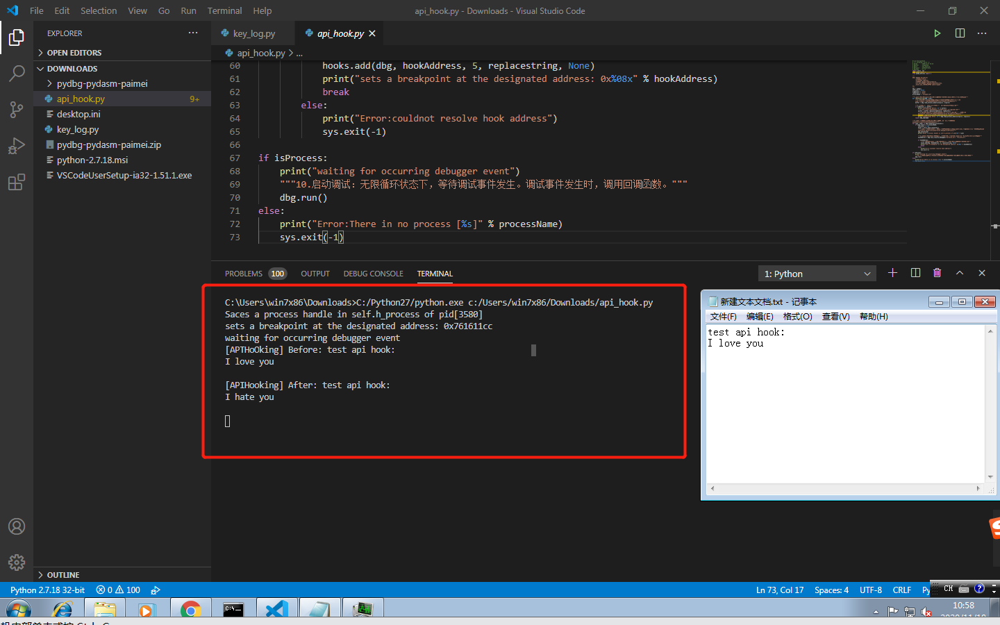 File Edit Selection View Go Run Terminal Help
api_hook.py - Downloads - Visual Studio Code
EXPLORER
OPEN EDITORS
DOWNLOADS
pydbg-pydasm-paimei
api_hook.py 9+
desktop.ini
key_log.py
pydbg-pydasm-paimei.zip
python-2.7.18.msi
VSCodeUserSetup-ia32-1.51.1.exe
OUTLINE
key_log.py api_hook.py
api_hook.py > ...
60 hooks.add(dbg, hookAddress, 5, replacestring, None)
61 print("sets a breakpoint at the designated address: 0x%08x" % hookAddress)
62 break
63 else:
64 print("Error:couldnot resolve hook address")
65 sys.exit(-1)
66
67 if isProcess:
68 print("waiting for occurring debugger event")
69 """10.启动调试：无限循环状态下，等待调试事件发生。调试事件发生时，调用回调函数。"""
70 dbg.run()
71 else:
72 print("Error:There in no process [%s]" % processName)
73 sys.exit(-1)
PROBLEMS 100 OUTPUT DEBUG CONSOLE TERMINAL
1: Python
C:\Users\win7x86\Downloads>C:/Python27/python.exe c:/Users/win7x86/Downloads/api_hook.py
Saces a process handle in self.h_process of pid[3580]
sets a breakpoint at the designated address: 0x761611cc
waiting for occurring debugger event
[APTHoOking] Before: test api hook:
I love you
[APIHooking] After: test api hook:
I hate you
新建文本文档.txt - 记事本
文件(F) 编辑(E) 格式(O) 查看(V) 帮助(H)
test api hook:
I love you
Python 2.7.18 32-bit 0 100
Ln 73, Col 17 Spaces: 4 UTF-8 CRLF Py
CH
10:58